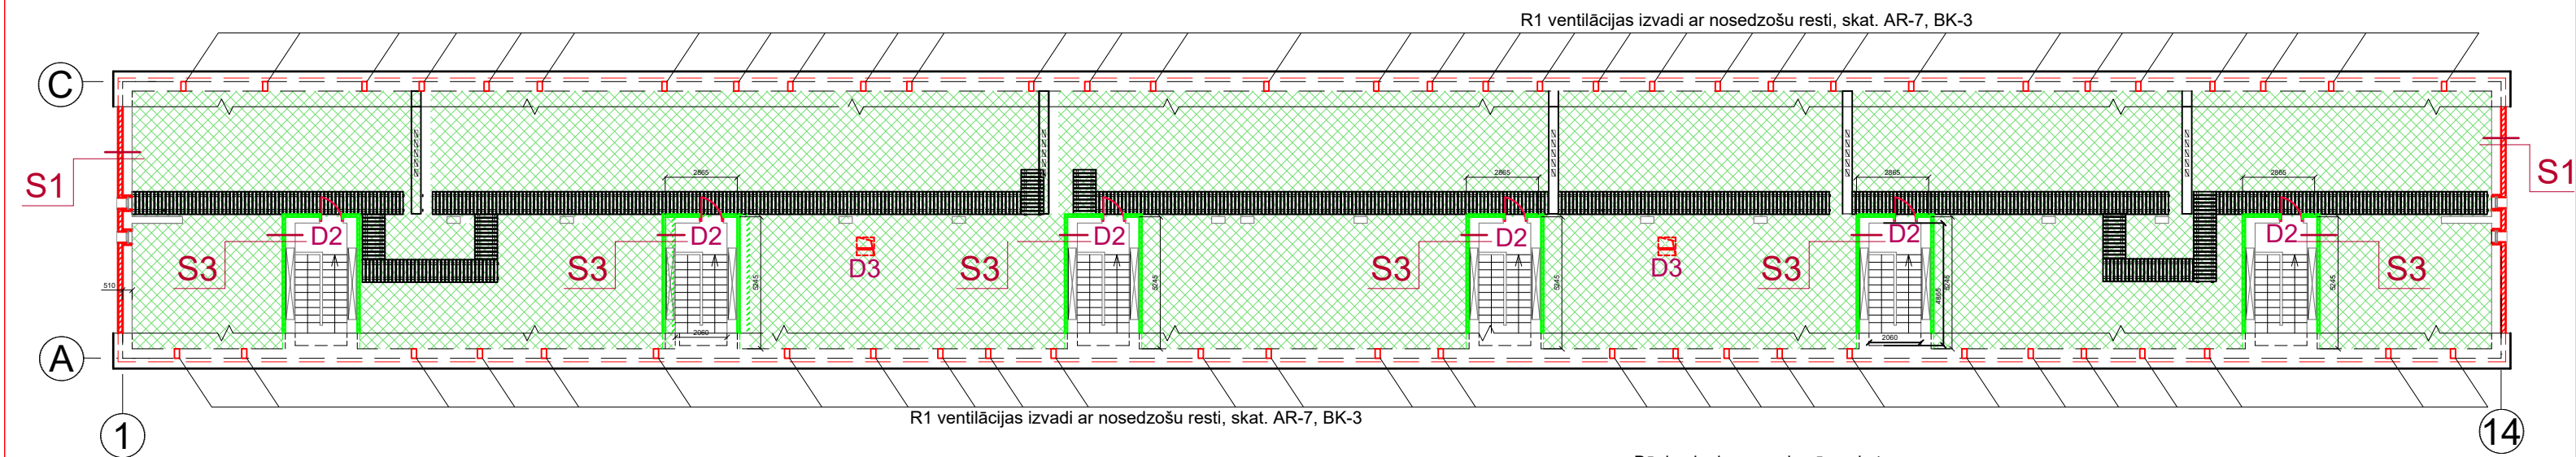 R1 ventilācijas izvadi ar nosedzošu resti, skat. AR-7, BK-3
C
S1
S1
2865
2865
2865
2865
D2
D2
D2
D2
D2
D2
S3
S3
S3
S3
S3
S3
D3
D3
510
5245
5245
5245
4865
5245
5245
2060
2060
A
R1 ventilācijas izvadi ar nosedzošu resti, skat. AR-7, BK-3
1
14